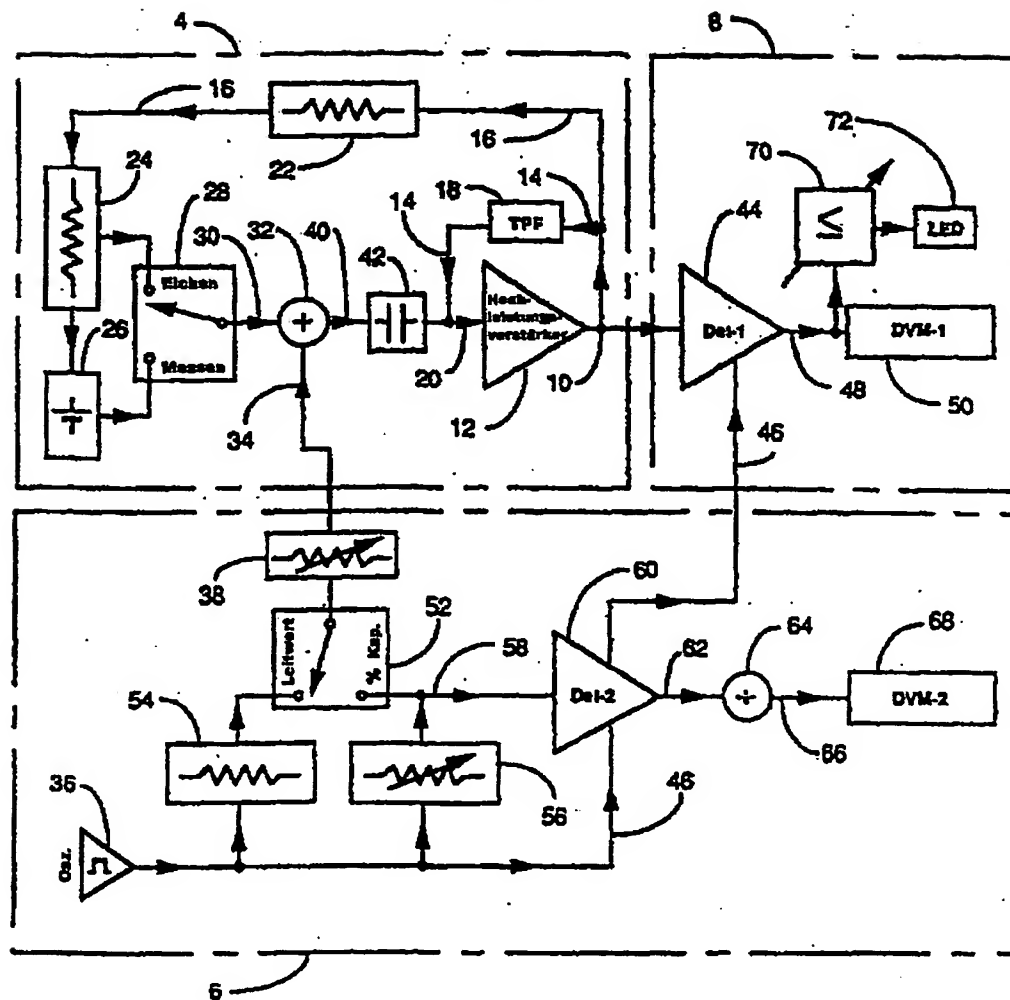 4
8
16
16
22
24
28
30
32
40
42
14
18
14
TPF
70
72
≤
LED
44
Eichen
Messen
26
34
20
Hoch-
leistungs-
verstärker
12
10
Det-1
48
DVM-1
50
46
38
52
Leitwert
% Kap.
58
60
62
64
68
54
Det-2
÷
DVM-2
66
56
46
36
Osz.
6